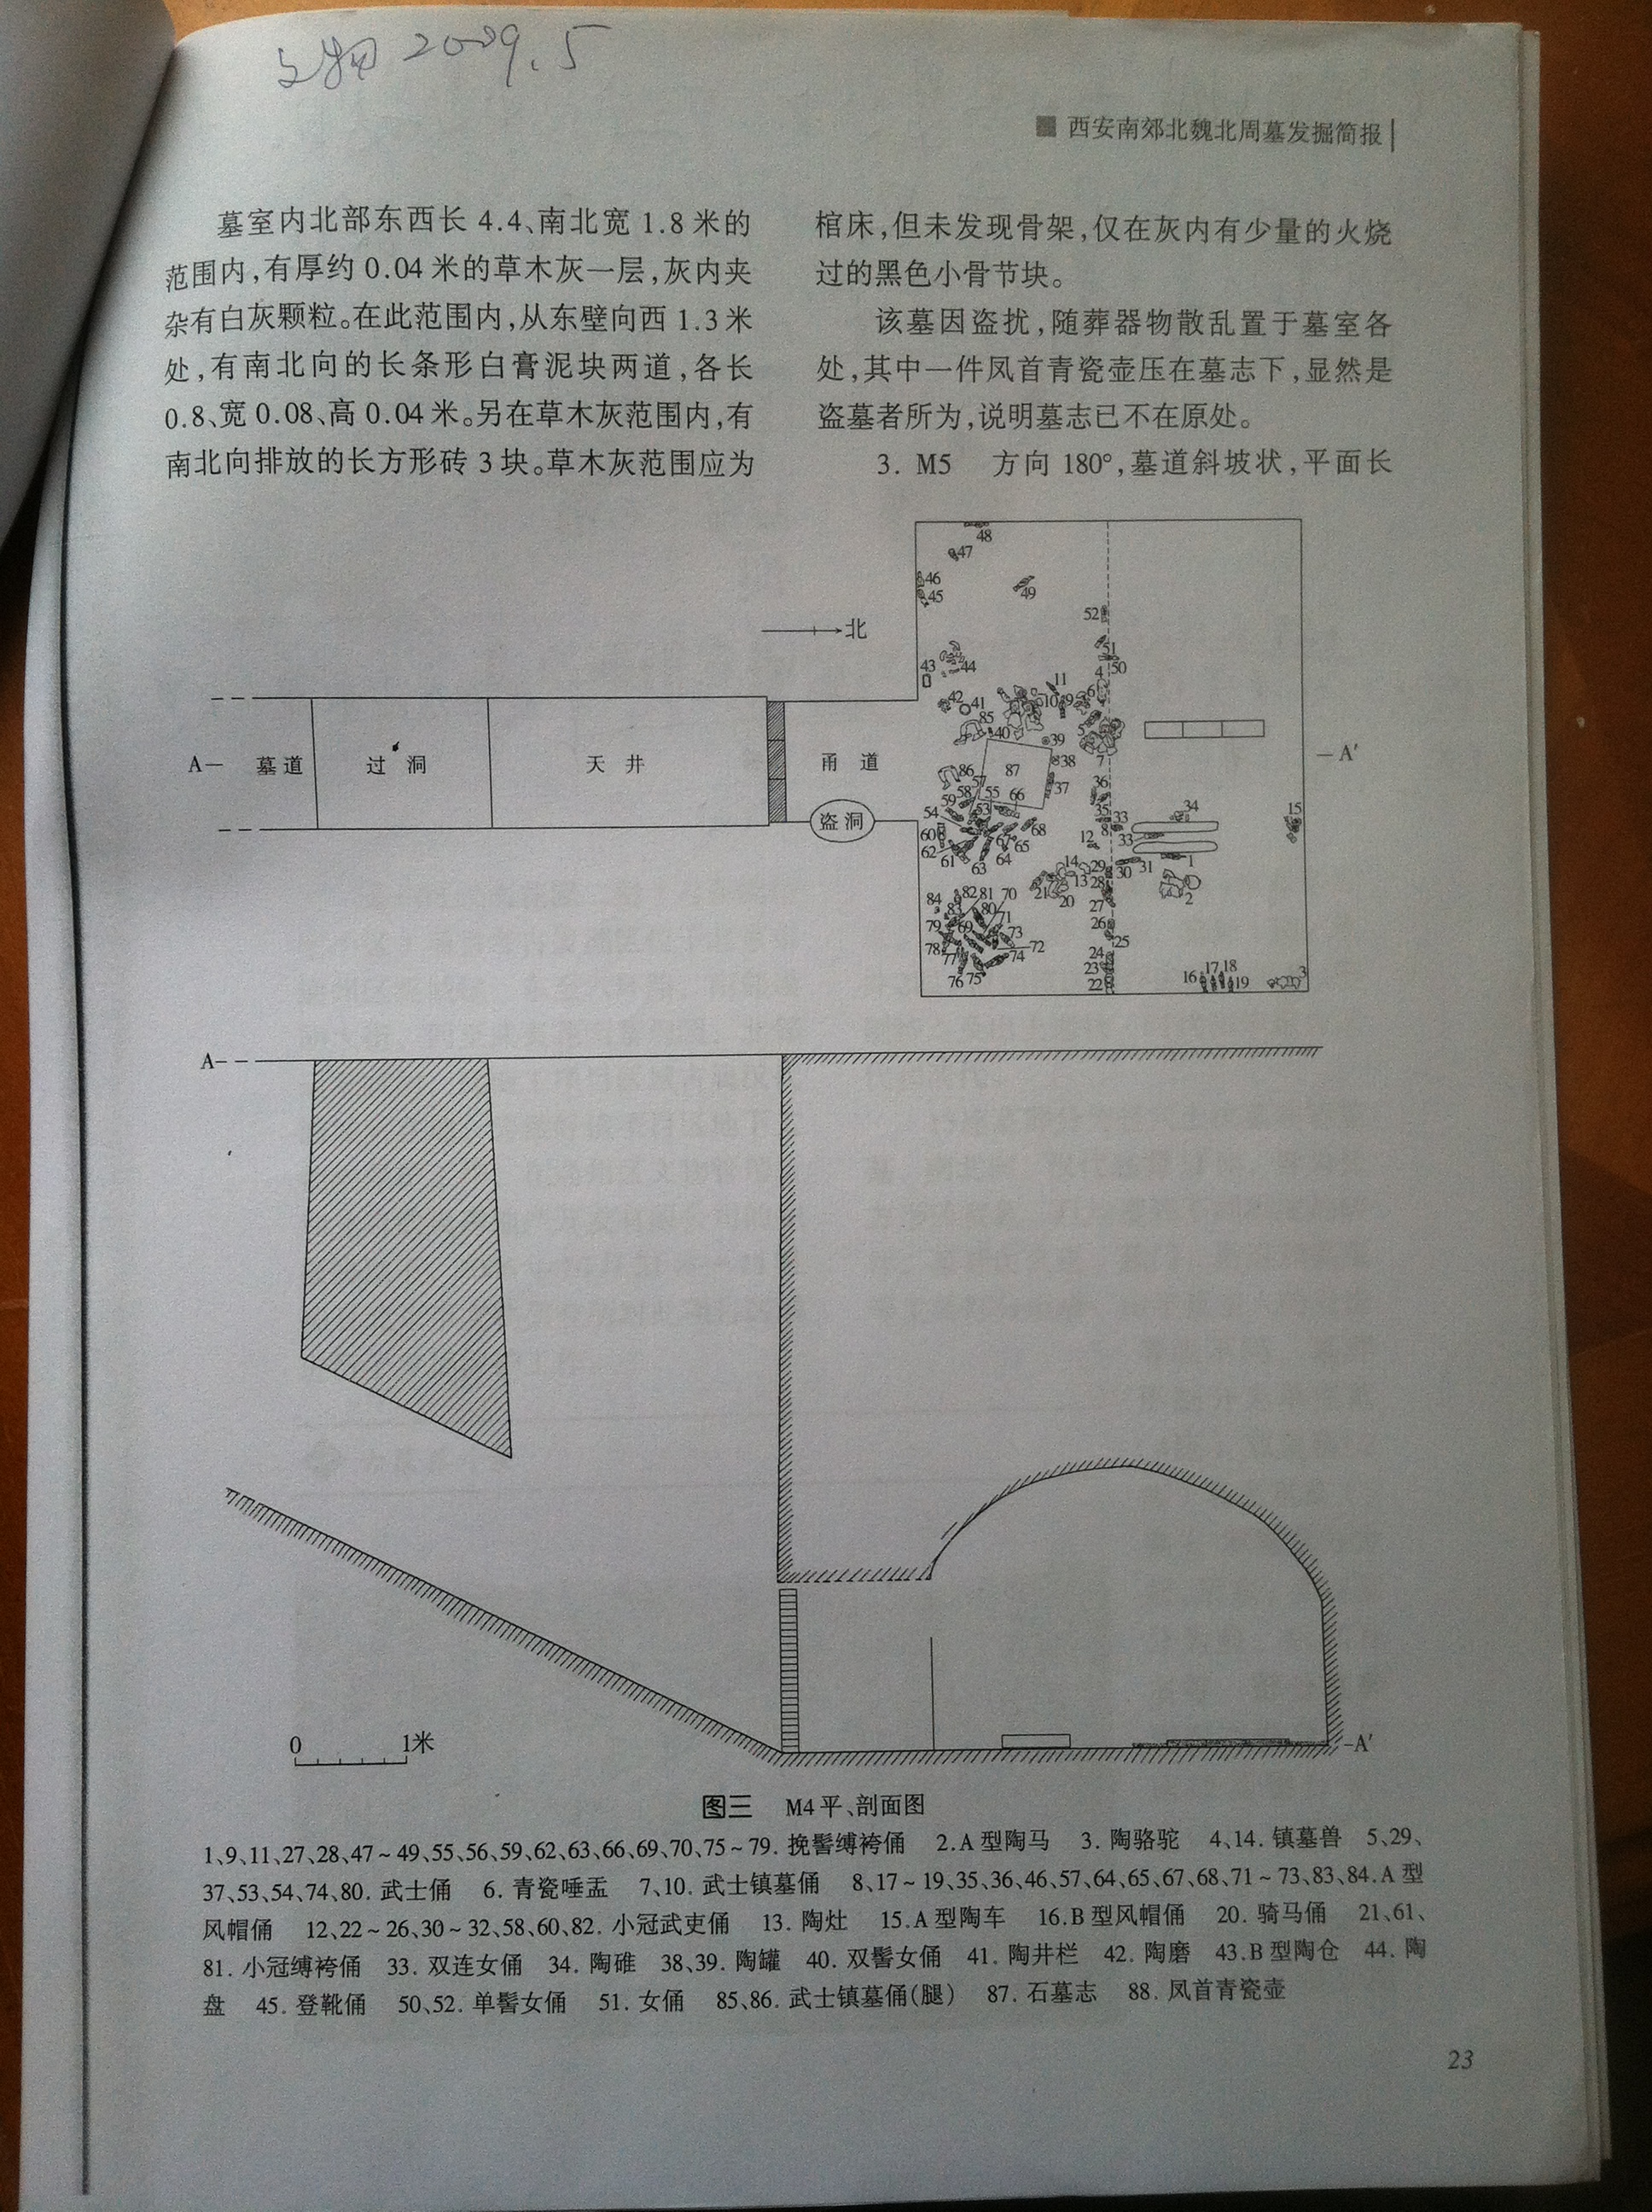 文物 2009.5
西安南郊北魏北周墓发掘简报
墓室内北部东西长 4.4、南北宽 1.8 米的
范围内,有厚约 0.04 米的草木灰一层,灰内夹
杂有白灰颗粒。在此范围内,从东壁向西 1.3 米
处,有南北向的长条形白膏泥块两道,各长
0.8、宽 0.08、高 0.04 米。另在草木灰范围内,有
南北向排放的长方形砖 3 块。草木灰范围应为
棺床,但未发现骨架,仅在灰内有少量的火烧
过的黑色小骨节块。
该墓因盗扰,随葬器物散乱置于墓室各
处,其中一件凤首青瓷壶压在墓志下,显然是
盗墓者所为,说明墓志已不在原处。
3. M5 方向 180°,墓道斜坡状,平面长
48
47
46
45
49
52
北
51
50
43
44
4
11
42
41
10
9
6
85
40
39
5
A
墓道
过 洞
天 井
甬 道
盗洞
A′
86
87
38
7
57
58
55
66
37
36
59
53
54
35
33
34
15
60
68
8
12
33
62
67
65
61
64
63
14
29
30
31
1
13
28
21
20
27
2
84
82
81
70
83
80
71
79
69
73
26
25
78
72
77
74
24
23
76
75
22
16
17
18
19
3
A
0
1米
A′
图三 M4 平、剖面图
1、9、11、27、28、47~49、55、56、59、62、63、66、69、70、75~79. 挽髻缚袴俑 2.A 型陶马 3. 陶骆驼 4、14. 镇墓兽 5、29、
37、53、54、74、80. 武士俑 6. 青瓷唾盂 7、10. 武士镇墓俑 8、17~19、35、36、46、57、64、65、67、68、71~73、83、84.A 型
风帽俑 12、22~26、30~32、58、60、82. 小冠武吏俑 13. 陶灶 15.A 型陶车 16.B 型风帽俑 20. 骑马俑 21、61、
81. 小冠缚袴俑 33. 双连女俑 34. 陶碓 38、39. 陶罐 40. 双髻女俑 41. 陶井栏 42. 陶磨 43.B 型陶仓 44. 陶
盘 45. 登靴俑 50、52. 单髻女俑 51. 女俑 85、86. 武士镇墓俑(腿) 87. 石墓志 88. 凤首青瓷壶
23